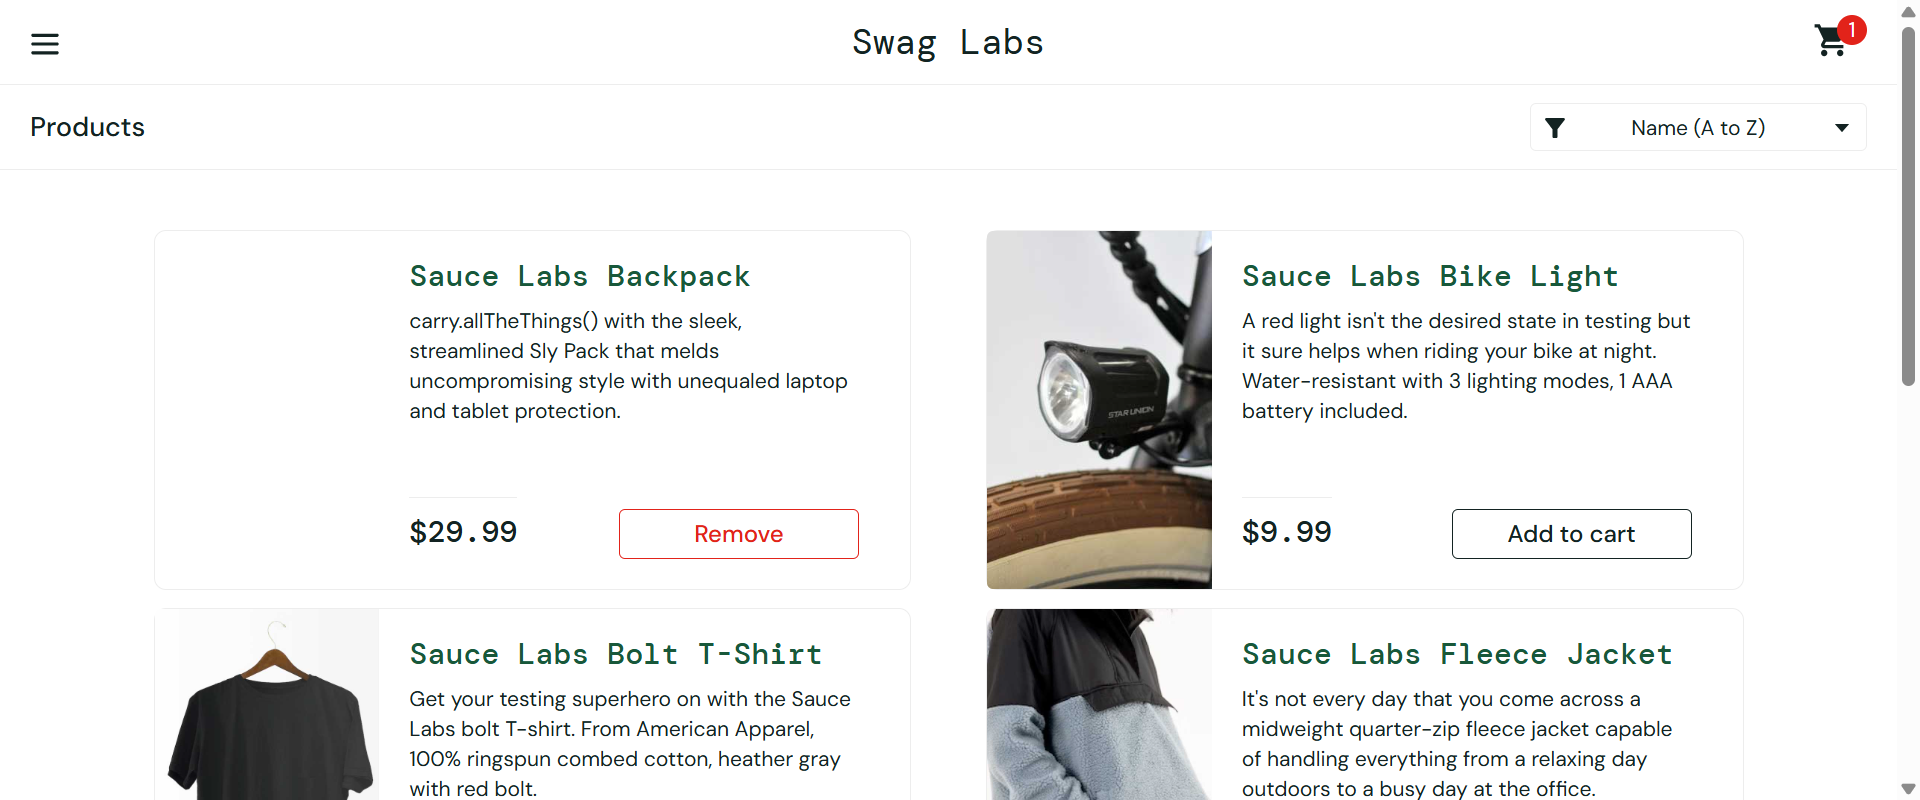 Swag Labs
1
Products
Name (A to Z)
Sauce Labs Backpack
carry.allTheThings() with the sleek,
streamlined Sly Pack that melds
uncompromising style with unequaled laptop
and tablet protection.
$29.99
Remove
STAR UNION
Sauce Labs Bike Light
A red light isn't the desired state in testing but
it sure helps when riding your bike at night.
Water-resistant with 3 lighting modes, 1 AAA
battery included.
$9.99
Add to cart
Sauce Labs Bolt T-Shirt
Get your testing superhero on with the Sauce
Labs bolt T-shirt. From American Apparel,
100% ringspun combed cotton, heather gray
with red bolt.
Sauce Labs Fleece Jacket
It's not every day that you come across a
midweight quarter-zip fleece jacket capable
of handling everything from a relaxing day
outdoors to a busy day at the office.